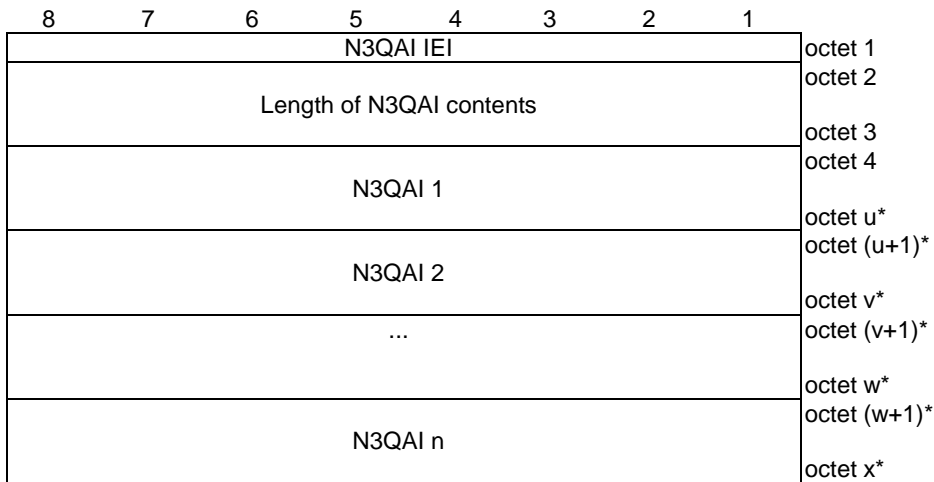 8 7 6 5 4 3 2 1
N3QAI IEI octet 1
octet 2
Length of N3QAI contents
octet 3
octet 4
N3QAI 1
octet u*
octet (u+1)*
N3QAI 2
octet v*
... octet (v+1)*
octet w*
octet (w+1)*
N3QAI n
octet x*